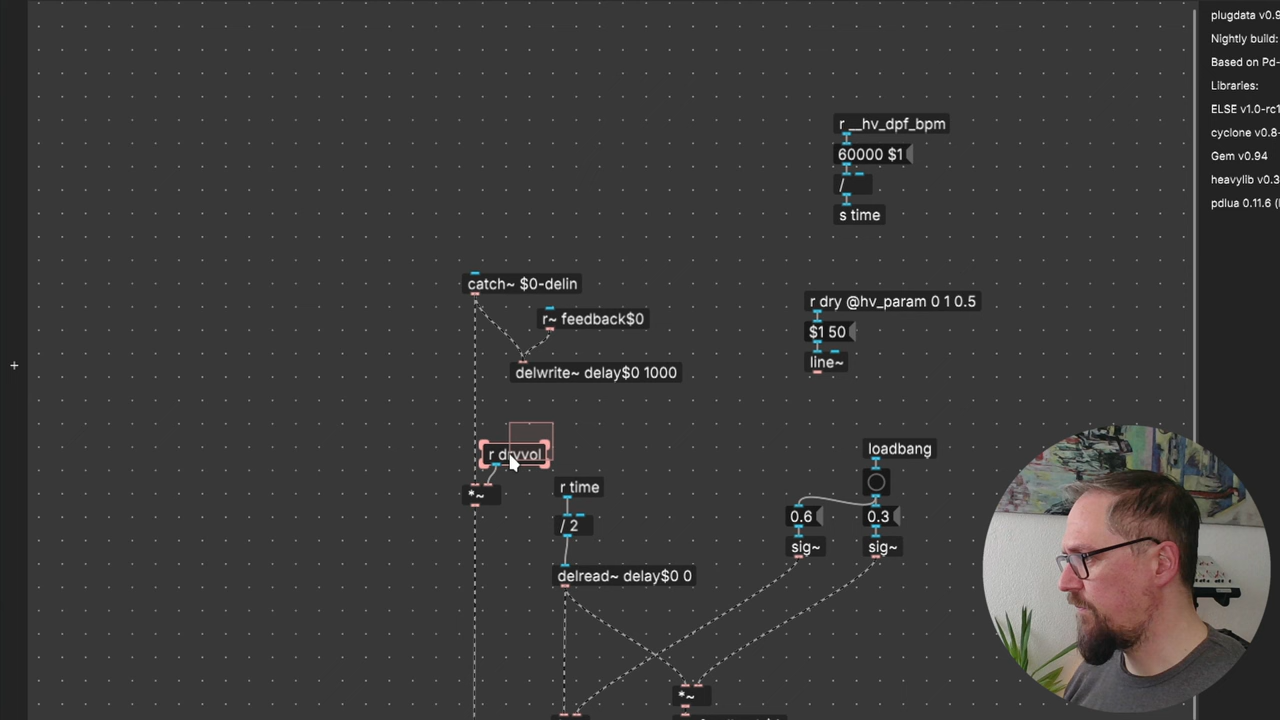 plugdata v0.9
Nightly build:
Based on Pd-
Libraries:
ELSE v1.0-rc1
cyclone v0.8-
Gem v0.94
heavylib v0.3
pdlua 0.11.6 (
r __hv_dpf_bpm
60000 $1
/
s time
catch~ $0-delin
r~ feedback$0
delwrite~ delay$0 1000
r dry @hv_param 0 1 0.5
$1 50
line~
r dryvol
*~
r time
/ 2
delread~ delay$0 0
loadbang
0.6
0.3
sig~
sig~
*~